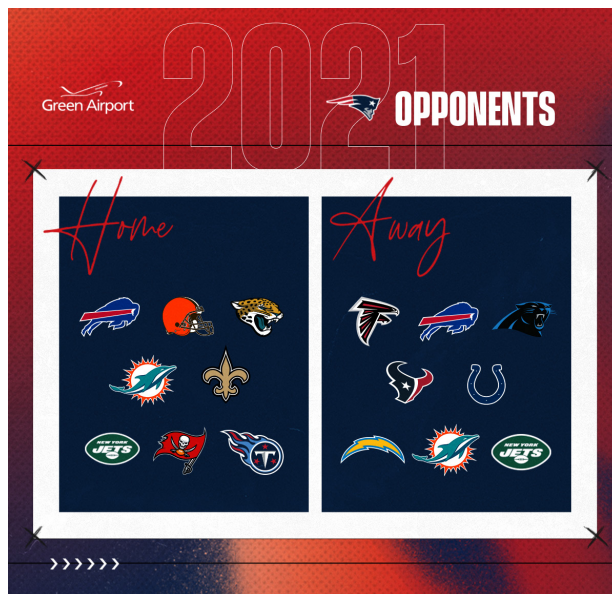 2021
Green Airport
OPPONENTS
Home
Away
NEW YORK
JETS
NEW YORK
JETS